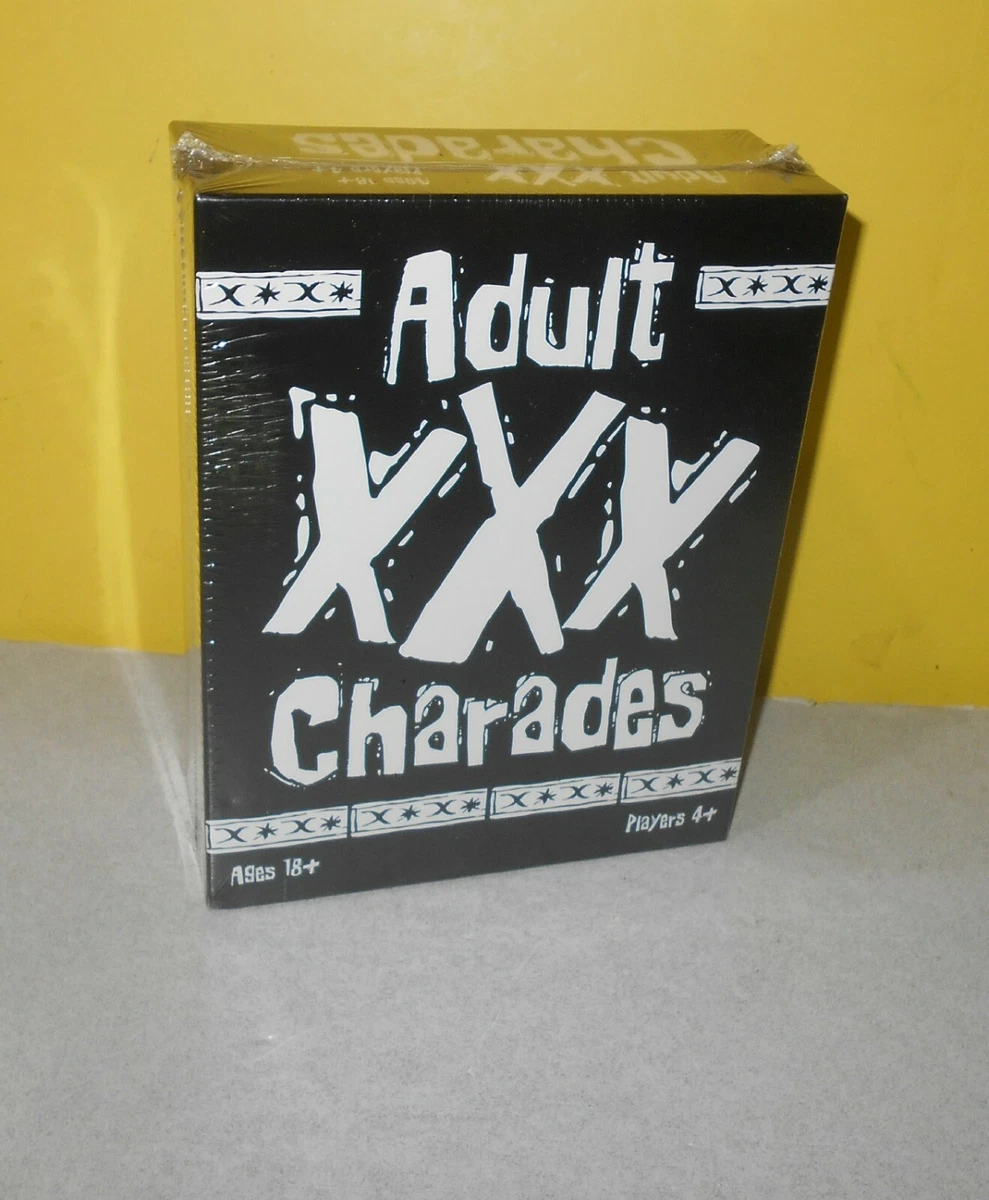 Charades
Adult XXX
Ages 18+
Players 4+
Adult
XXX
Charades
Players 4+
Ages 18+